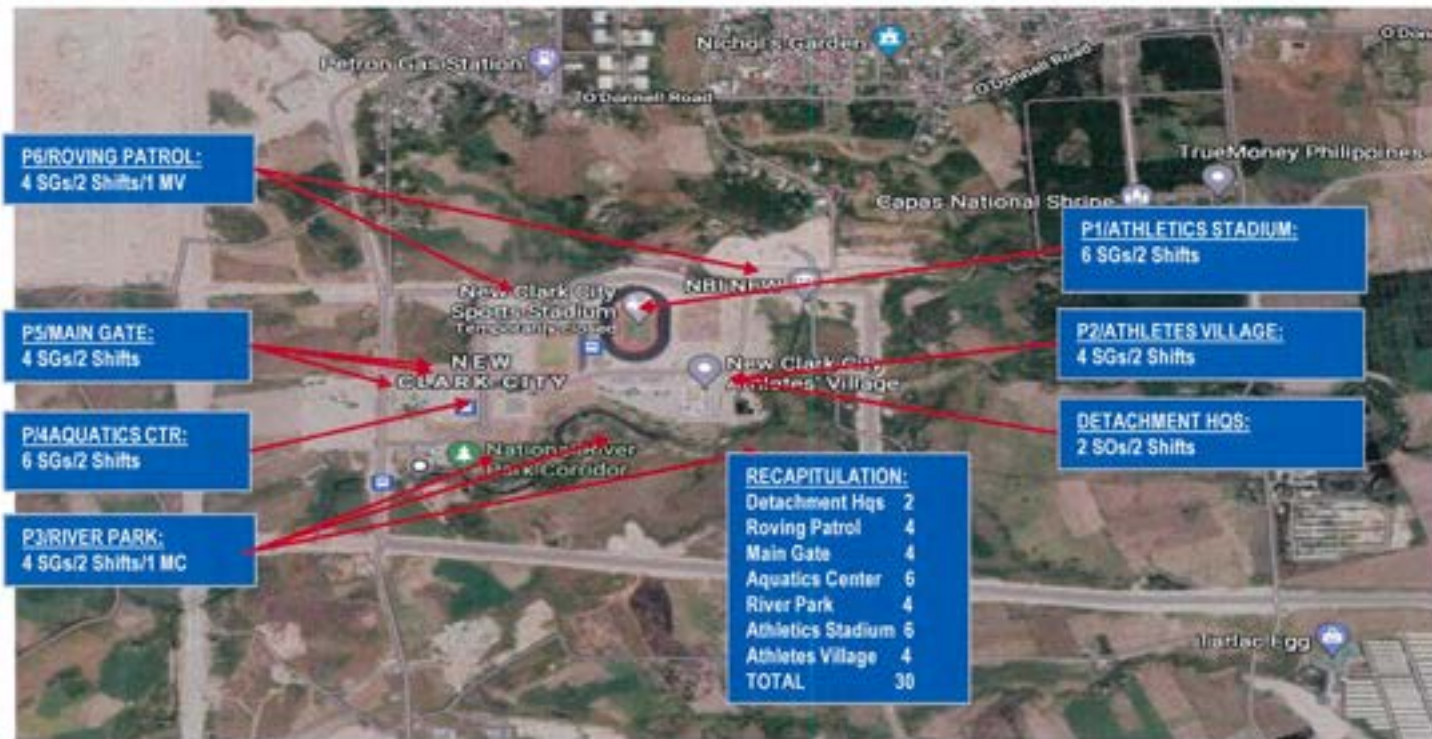 Petron Gas Station
Nichols Garden
O'Donnell Road
O'Donnell Road
TrueMoney Philippines
Capas National Shrine
P6/ROVING PATROL:
4 SGs/2 Shifts/1 MV
P1/ATHLETICS STADIUM:
6 SGs/2 Shifts
New Clark City
Sports Stadium
Temporarily closed
NBI NEW
P5/MAIN GATE:
4 SGs/2 Shifts
NEW
CLARK CITY
New Clark City
Athletes' Village
P2/ATHLETES VILLAGE:
4 SGs/2 Shifts
P/4AQUATICS CTR:
6 SGs/2 Shifts
DETACHMENT HQS:
2 SOs/2 Shifts
National River
Park Corridor
P3/RIVER PARK:
4 SGs/2 Shifts/1 MC
RECAPITULATION:
Detachment Hqs 2
Roving Patrol 4
Main Gate 4
Aquatics Center 6
River Park 4
Athletics Stadium 6
Athletes Village 4
TOTAL 30
Tarlac Egg